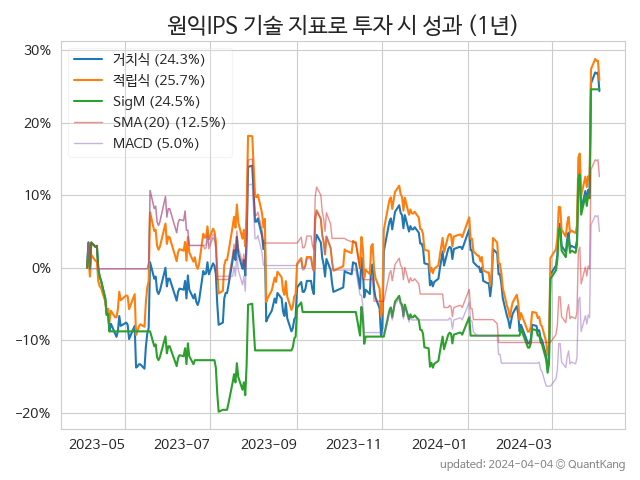 원익IPS 기술 지표로 투자 시 성과 (1년)
30%
20%
10%
0%
−10%
−20%
거치식 (24.3%)
적립식 (25.7%)
SigM (24.5%)
SMA(20) (12.5%)
MACD (5.0%)
2023-05 2023-07 2023-09 2023-11 2024-01 2024-03
updated: 2024-04-04 © QuantKang